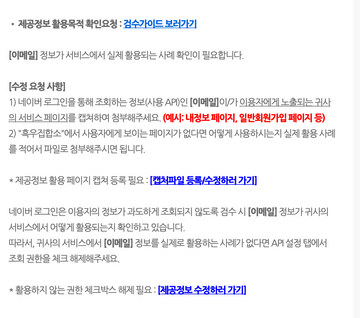 • 제공정보 활용목적 확인요청 : 검수가이드 보러가기
[이메일] 정보가 서비스에서 실제 활용되는 사례 확인이 필요합니다.
[수정 요청 사항]
1) 네이버 로그인을 통해 조회하는 정보(사용 API)인 [이메일]이/가 이용자에게 노출되는 귀사
의 서비스 페이지를 캡쳐하여 첨부해주세요. (예시: 내정보 페이지, 일반회원가입 페이지 등)
2) "흑우집합소"에서 사용자에게 보이는 페이지가 없다면 어떻게 사용하시는지 실제 활용 사례
를 적어서 파일로 첨부해주시면 됩니다.
* 제공정보 활용 페이지 캡쳐 등록 필요 : [캡처파일 등록/수정하러 가기]
네이버 로그인은 이용자의 정보가 과도하게 조회되지 않도록 검수 시 [이메일] 정보가 귀사의
서비스에서 어떻게 활용되는지 확인하고 있습니다.
따라서, 귀사의 서비스에서 [이메일] 정보를 실제로 활용하는 사례가 없다면 API 설정 탭에서
조회 권한을 체크 해제해주세요.
* 활용하지 않는 권한 체크박스 해제 필요 : [제공정보 수정하러 가기]